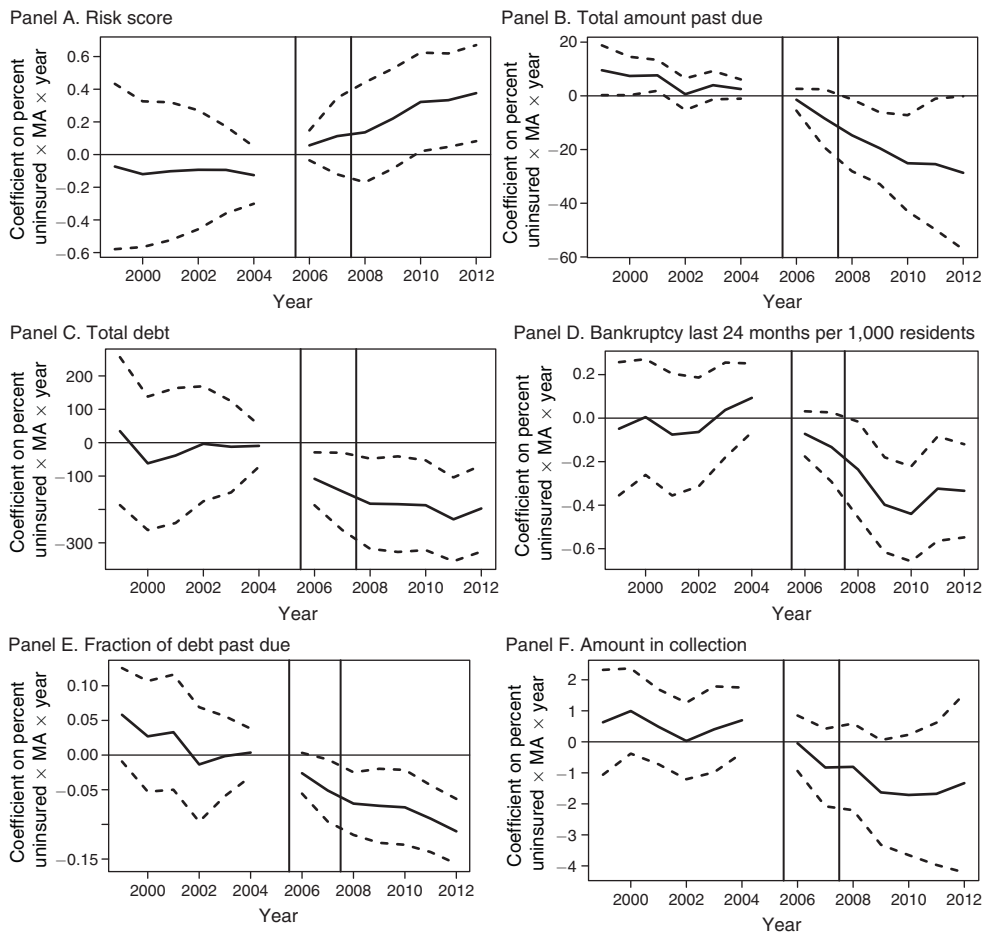 Panel A. Risk score
Coefficient on percent
uninsured × MA × year
0.6
0.4
0.2
0.0
−0.2
−0.4
−0.6
2000 2002 2004 2006 2008 2010 2012
Year
Panel B. Total amount past due
Coefficient on percent
uninsured × MA × year
20
0
−20
−40
−60
2000 2002 2004 2006 2008 2010 2012
Year
Panel C. Total debt
Coefficient on percent
uninsured × MA × year
200
100
0
−100
−300
2000 2002 2004 2006 2008 2010 2012
Year
Panel D. Bankruptcy last 24 months per 1,000 residents
Coefficient on percent
uninsured × MA × year
0.2
0.0
−0.2
−0.4
−0.6
2000 2002 2004 2006 2008 2010 2012
Year
Panel E. Fraction of debt past due
Coefficient on percent
uninsured × MA × year
0.10
0.05
0.00
−0.05
−0.15
2000 2002 2004 2006 2008 2010 2012
Year
Panel F. Amount in collection
Coefficient on percent
uninsured × MA × year
2
1
0
−1
−2
−3
−4
2000 2002 2004 2006 2008 2010 2012
Year